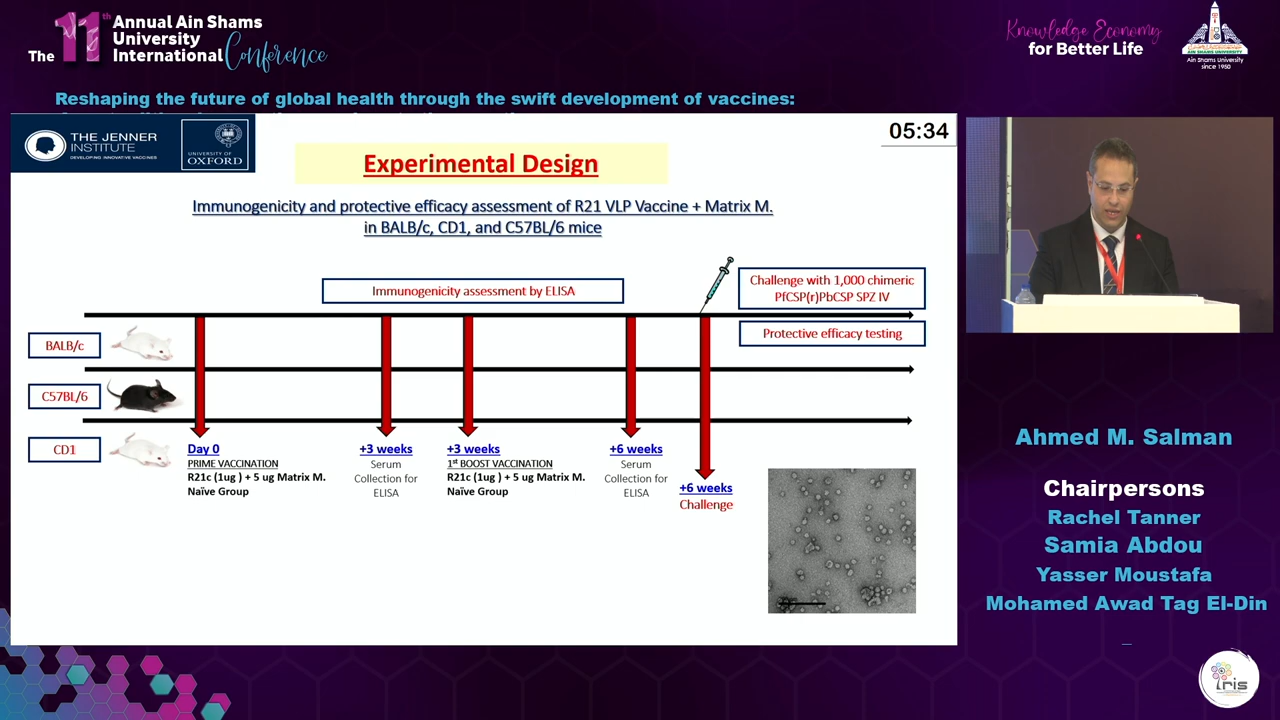 The 11th Annual Ain Shams
University
International Conference
Knowledge Economy
for Better Life
AIN SHAMS UNIVERSITY
Ain Shams University
since 1950
Reshaping the future of global health through the swift development of vaccines:
THE JENNER
INSTITUTE
DEVELOPING INNOVATIVE VACCINES
UNIVERSITY OF
OXFORD
05:34
Experimental Design
Immunogenicity and protective efficacy assessment of R21 VLP Vaccine + Matrix M.
in BALB/c, CD1, and C57BL/6 mice
Immunogenicity assessment by ELISA
Challenge with 1,000 chimeric
PfCSP(r)PbCSP SPZ IV
Protective efficacy testing
BALB/c
C57BL/6
CD1
Day 0
PRIME VACCINATION
R21c (1ug ) + 5 ug Matrix M.
Naïve Group
+3 weeks
Serum
Collection for
ELISA
+3 weeks
1st BOOST VACCINATION
R21c (1ug ) + 5 ug Matrix M.
Naïve Group
+6 weeks
Serum
Collection for
ELISA
+6 weeks
Challenge
Ahmed M. Salman
Chairpersons
Rachel Tanner
Samia Abdou
Yasser Moustafa
Mohamed Awad Tag El-Din
iris